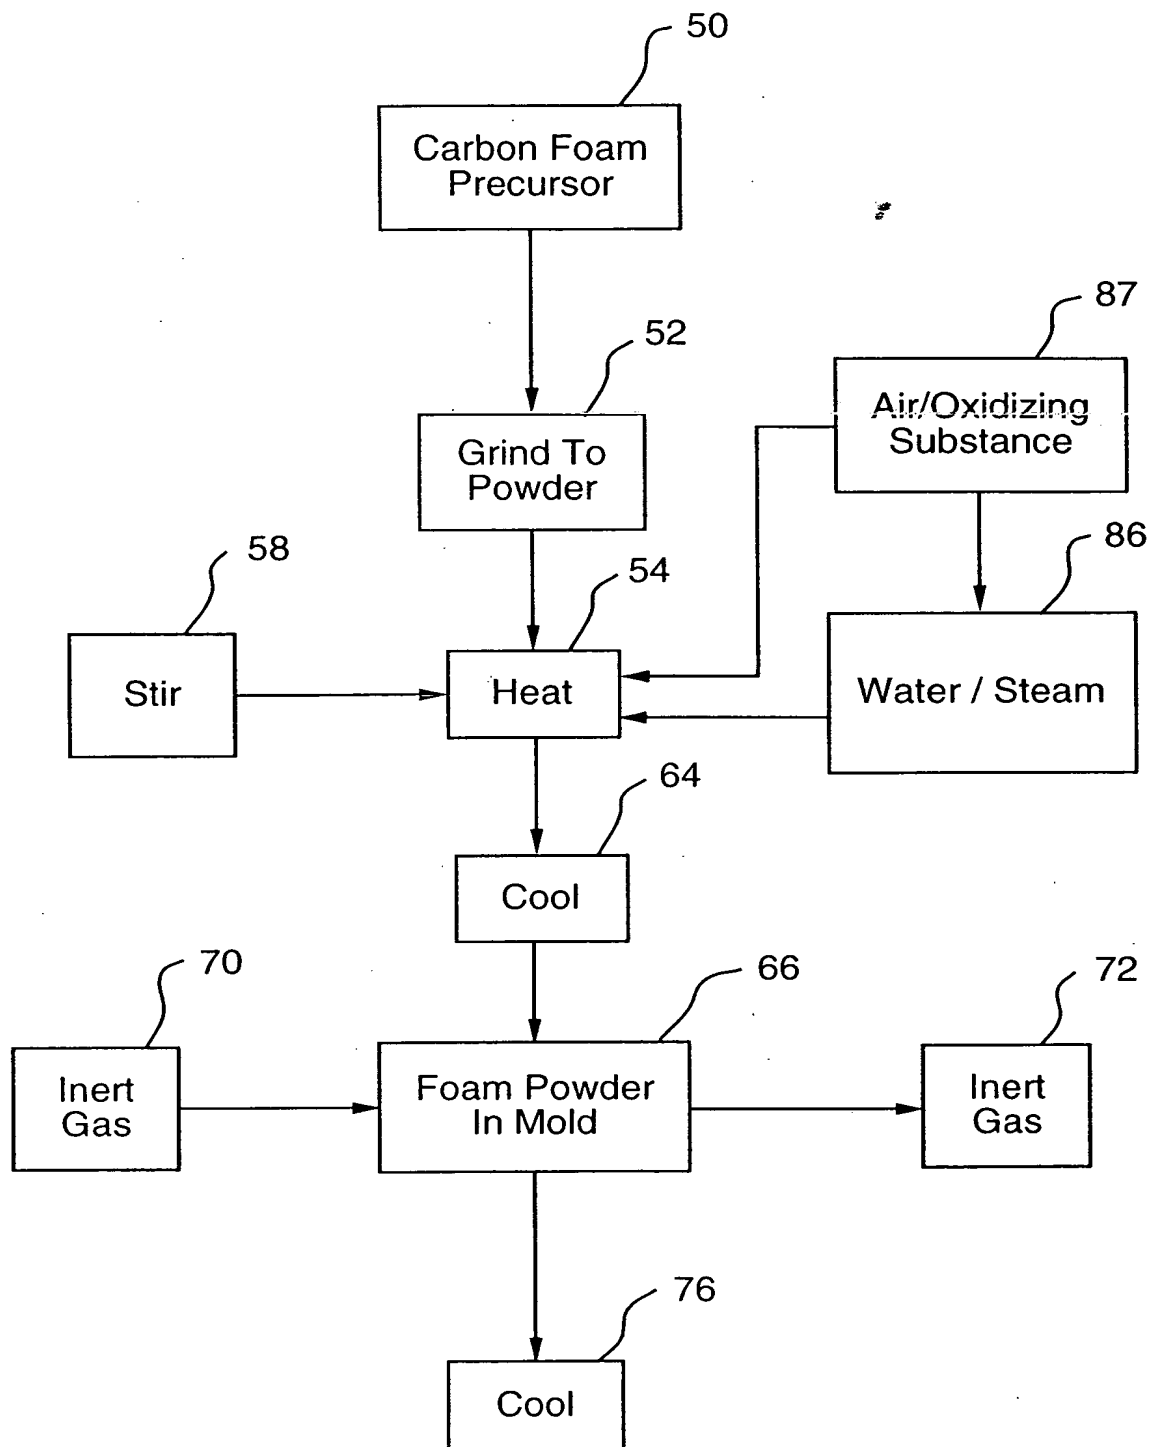 50
Carbon Foam
Precursor
87
52
Air/Oxidizing
Substance
Grind To
Powder
86
58
54
Stir
Heat
Water / Steam
64
Cool
70
66
72
Inert
Gas
Foam Powder
In Mold
Inert
Gas
76
Cool